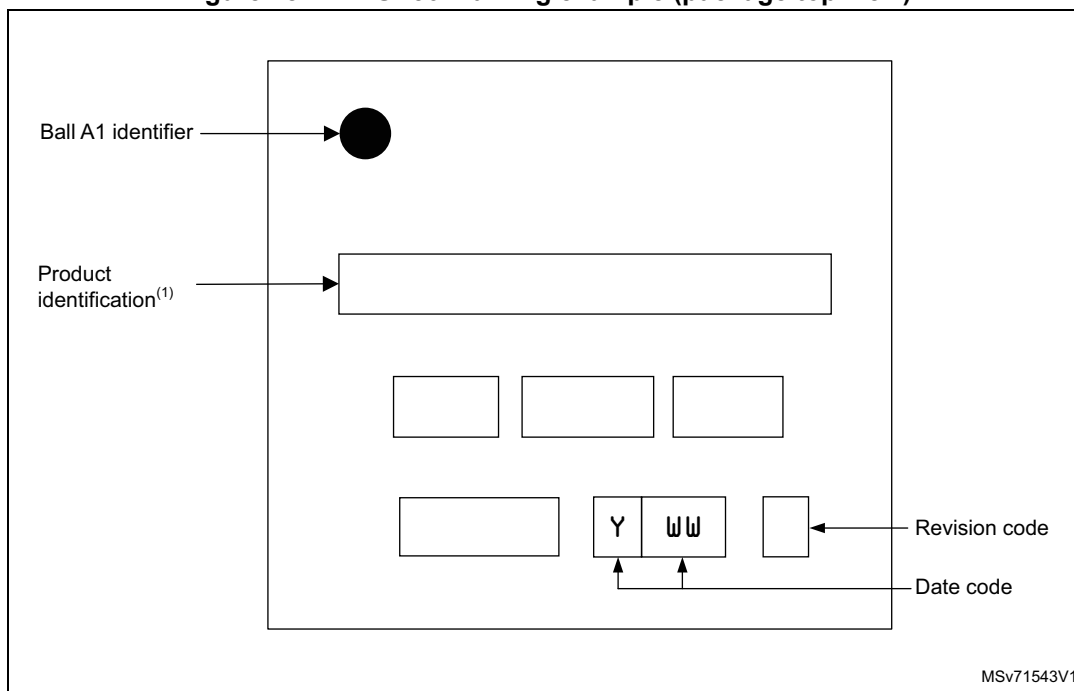 Ball A1 identifier
Product
identification(1)
Y WW
Revision code
Date code
MSv71543V1